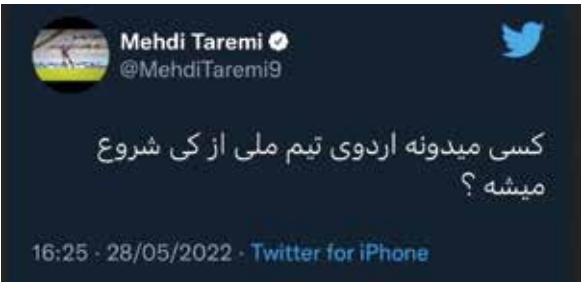 Mehdi Taremi
@MehdiTaremi9
کسی میدونه اردوی تیم ملی از کی شروع
میشه ؟
16:25 · 28/05/2022 · Twitter for iPhone